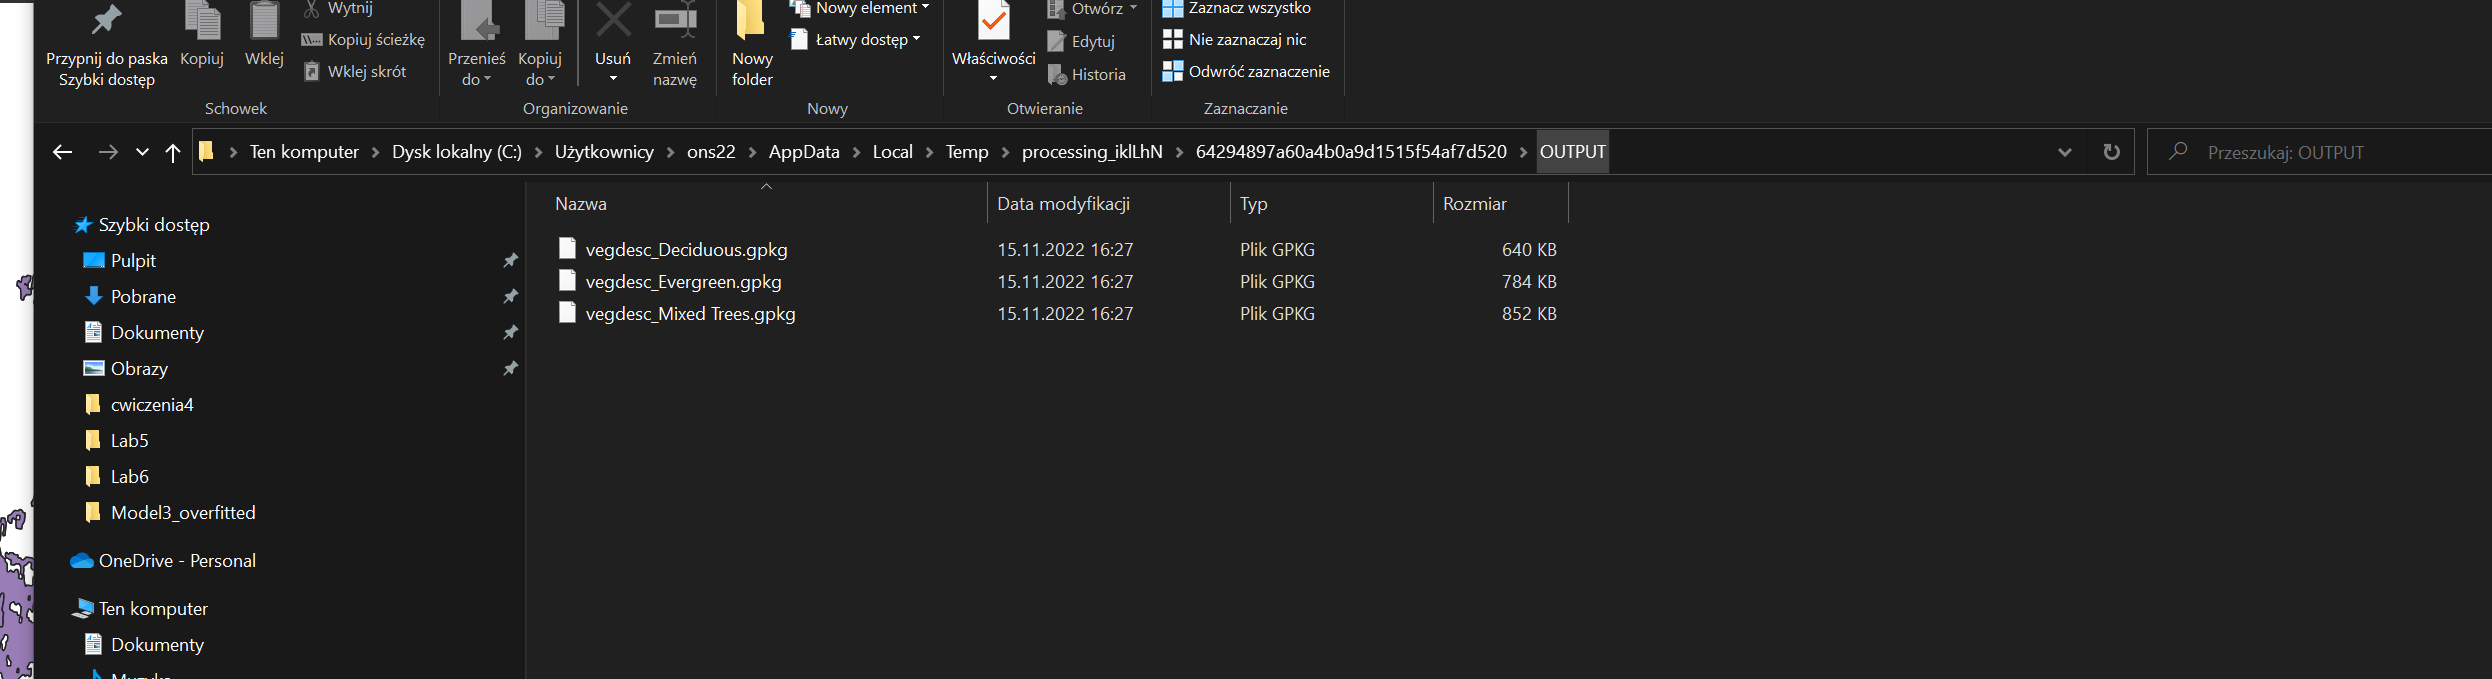 Wytnij
Nowy element
Otwórz
Zaznacz wszystko
Kopiuj ścieżkę
Łatwy dostęp
Edytuj
Nie zaznaczaj nic
Przypnij do paska
Szybki dostęp
Kopiuj
Wklej
Wklej skrót
Przenieś
do
Kopiuj
do
Usuń
Zmień
nazwę
Nowy
folder
Właściwości
Historia
Odwróć zaznaczenie
Schowek
Organizowanie
Nowy
Otwieranie
Zaznaczanie
Ten komputer Dysk lokalny (C:) Użytkownicy ons22 AppData Local Temp processing_iklLhN 64294897a60a4b0a9d1515f54af7d520 OUTPUT
Przeszukaj: OUTPUT
Nazwa Data modyfikacji Typ Rozmiar
vegdesc_Deciduous.gpkg 15.11.2022 16:27 Plik GPKG 640 KB
vegdesc_Evergreen.gpkg 15.11.2022 16:27 Plik GPKG 784 KB
vegdesc_Mixed Trees.gpkg 15.11.2022 16:27 Plik GPKG 852 KB
Szybki dostęp
Pulpit
Pobrane
Dokumenty
Obrazy
cwiczenia4
Lab5
Lab6
Model3_overfitted
OneDrive - Personal
Ten komputer
Dokumenty
Muzyka